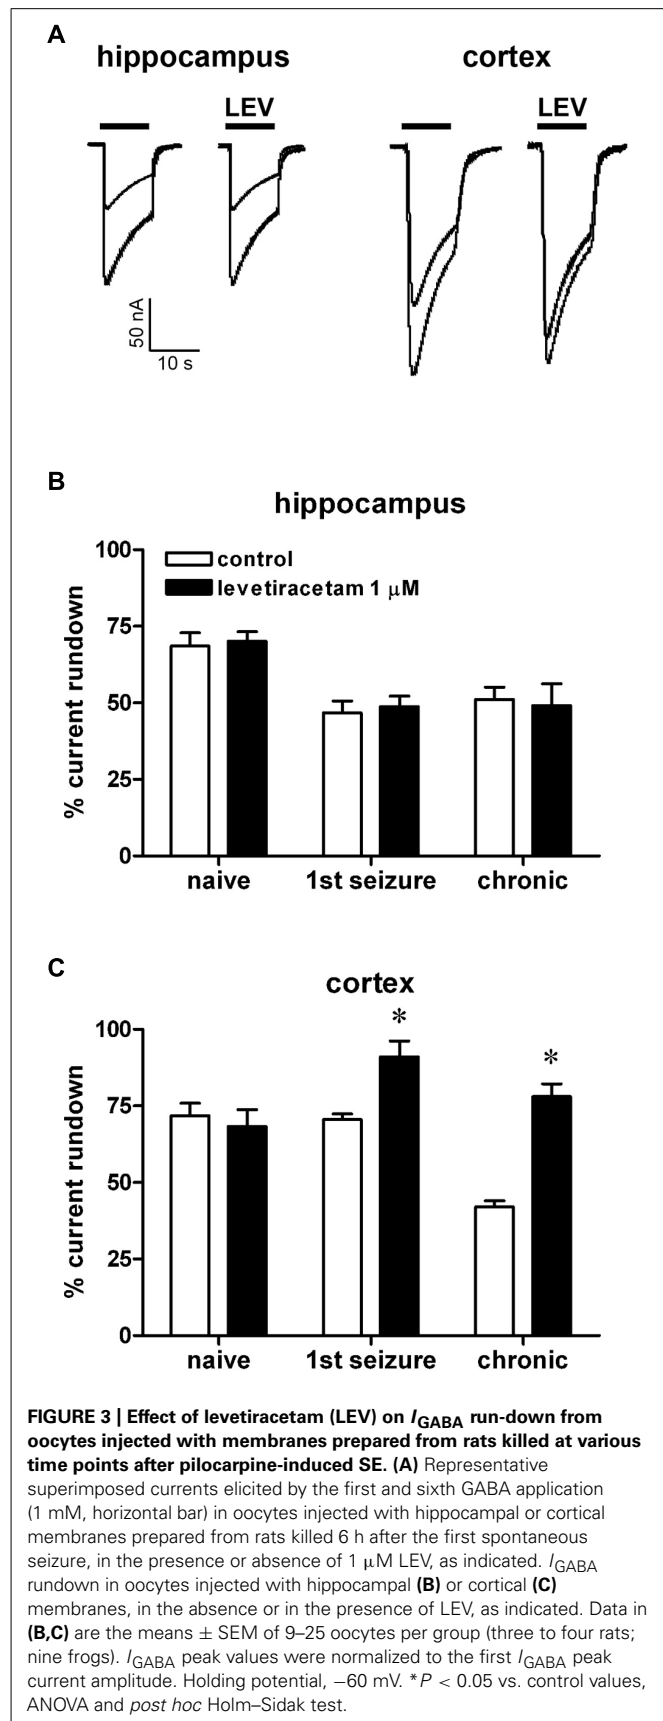 A
hippocampus cortex
LEV LEV
50 nA
10 s
B
hippocampus
100
75
50
25
0
% current rundown
control
levetiracetam 1 μM
naive 1st seizure chronic
C
cortex
* *
100
75
50
25
0
% current rundown
naive 1st seizure chronic
FIGURE 3 | Effect of levetiracetam (LEV) on IGABA run-down from
oocytes injected with membranes prepared from rats killed at various
time points after pilocarpine-induced SE. (A) Representative
superimposed currents elicited by the first and sixth GABA application
(1 mM, horizontal bar) in oocytes injected with hippocampal or cortical
membranes prepared from rats killed 6 h after the first spontaneous
seizure, in the presence or absence of 1 μM LEV, as indicated. IGABA
rundown in oocytes injected with hippocampal (B) or cortical (C)
membranes, in the absence or in the presence of LEV, as indicated. Data in
(B,C) are the means ± SEM of 9–25 oocytes per group (three to four rats;
nine frogs). IGABA peak values were normalized to the first IGABA peak
current amplitude. Holding potential, −60 mV. *P < 0.05 vs. control values,
ANOVA and post hoc Holm–Sidak test.